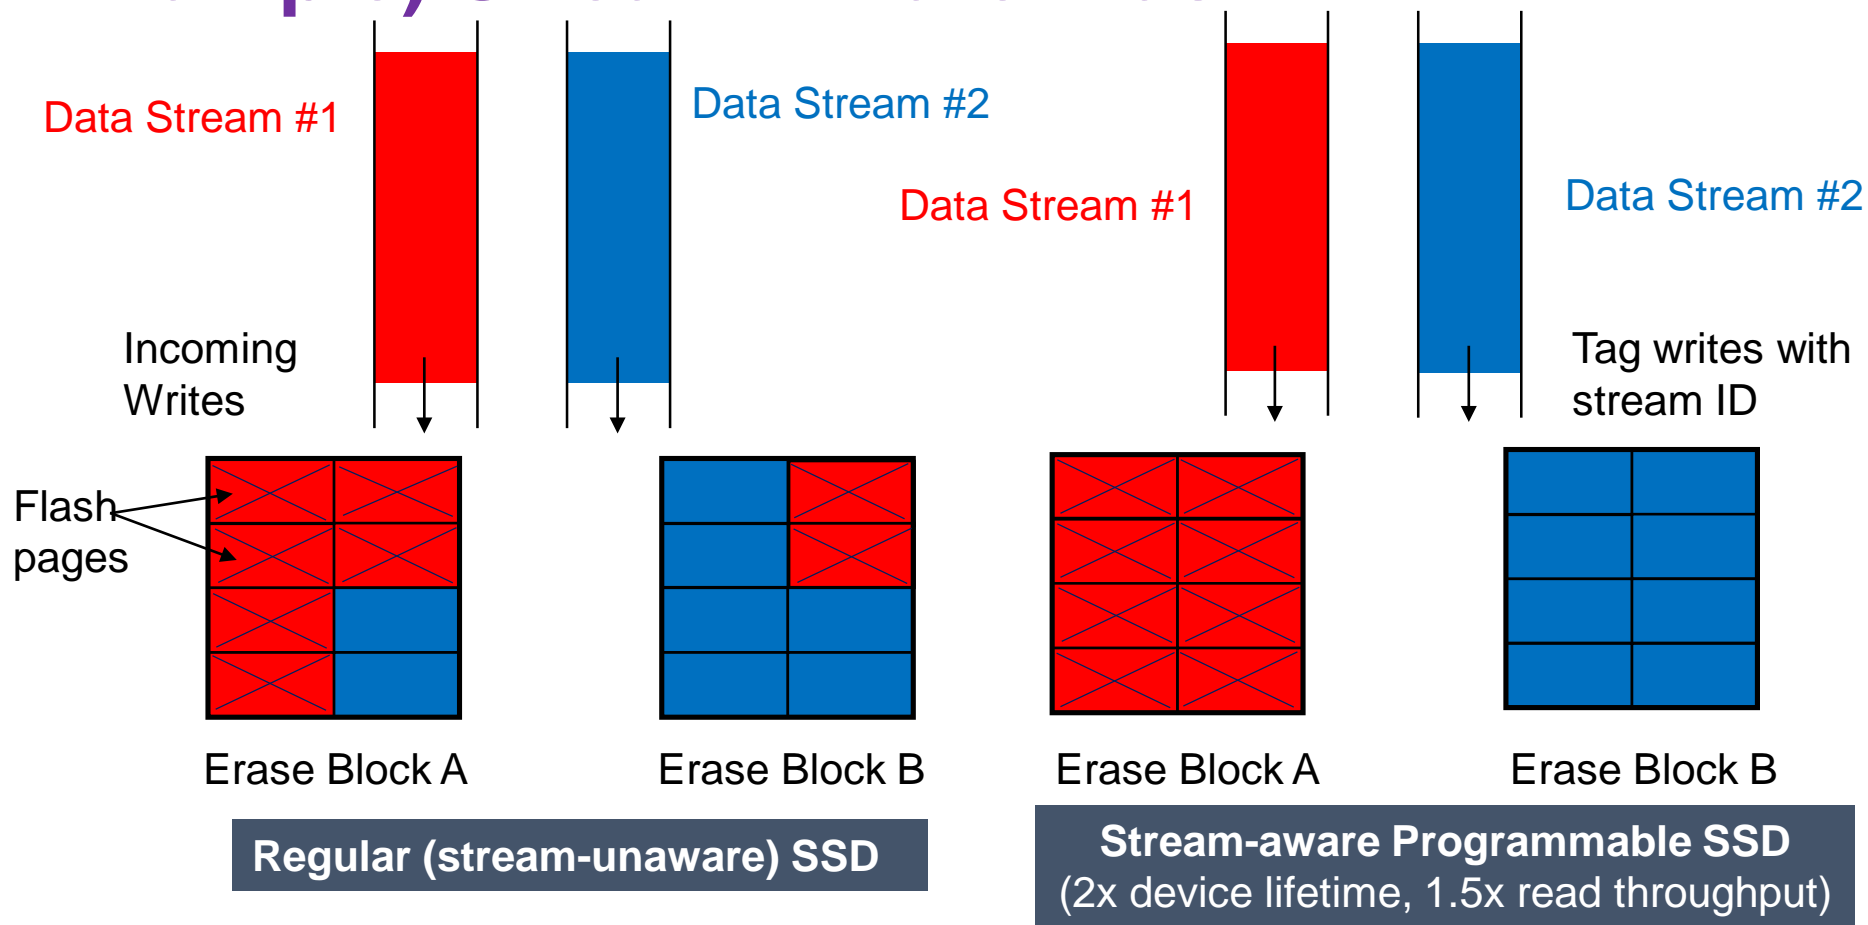 Data Stream #1
Data Stream #2
Data Stream #1
Data Stream #2
Incoming
Writes
Tag writes with
stream ID
Flash
pages
Erase Block A
Erase Block B
Erase Block A
Erase Block B
Regular (stream-unaware) SSD
Stream-aware Programmable SSD
(2x device lifetime, 1.5x read throughput)